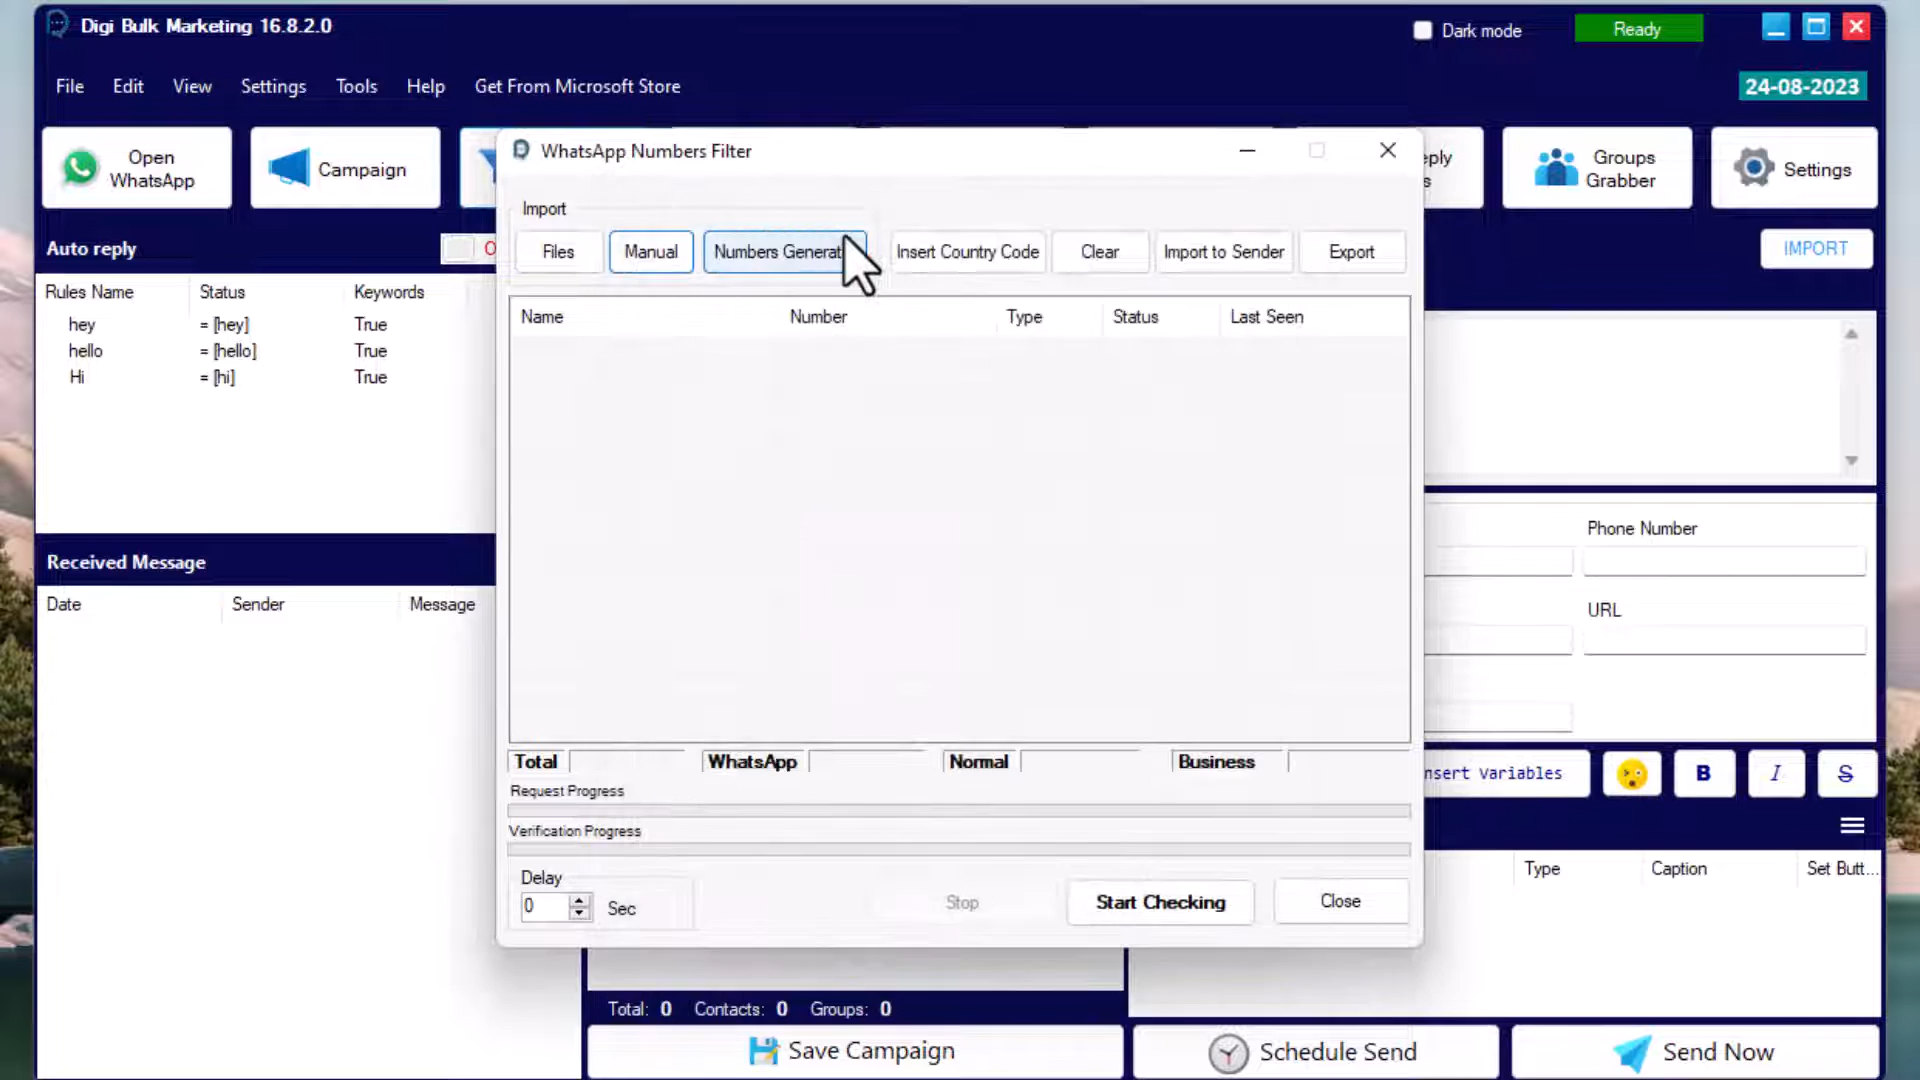 Digi Bulk Marketing 16.8.2.0
Dark mode
Ready
File Edit View Settings Tools Help Get From Microsoft Store
24-08-2023
Open WhatsApp
Campaign
Groups Grabber
Settings
WhatsApp Numbers Filter
Import
Files
Manual
Insert Country Code
Clear
Import to Sender
Export
Name Number Type Status Last Seen
Total WhatsApp Normal Business
Request Progress
Verification Progress
Delay
0 Sec
Stop
Start Checking
Close
Auto reply
Rules Name Status Keywords
hey = [hey] True
hello = [hello] True
Hi = [hi] True
Received Message
Date Sender Message
IMPORT
Phone Number
URL
Variables
B I S
Type Caption Set Butt...
Total: 0 Contacts: 0 Groups: 0
Save Campaign
Schedule Send
Send Now